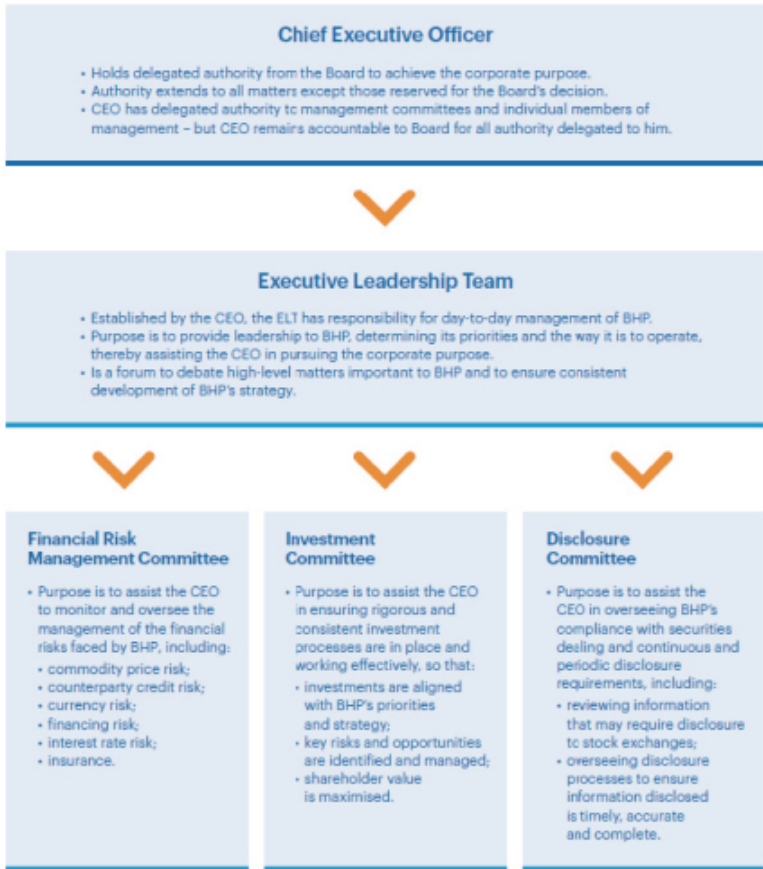 Chief Executive Officer
• Holds delegated authority from the Board to achieve the corporate purpose.
• Authority extends to all matters except those reserved for the Board's decision.
• CEO has delegated authority to management committees and individual members of
management – but CEO remains accountable to Board for all authority delegated to him.
Executive Leadership Team
• Established by the CEO, the ELT has responsibility for day-to-day management of BHP.
• Purpose is to provide leadership to BHP, determining its priorities and the way it is to operate,
thereby assisting the CEO in pursuing the corporate purpose.
• Is a forum to debate high-level matters important to BHP and to ensure consistent
development of BHP's strategy.
Financial Risk
Management Committee
• Purpose is to assist the CEO
to monitor and oversee the
management of the financial
risks faced by BHP, including:
• commodity price risk;
• counterparty credit risk;
• currency risk;
• financing risk;
• interest rate risk;
• insurance.
Investment
Committee
• Purpose is to assist the CEO
in ensuring rigorous and
consistent investment
processes are in place and
working effectively, so that:
• investments are aligned
with BHP's priorities
and strategy;
• key risks and opportunities
are identified and managed;
• shareholder value
is maximised.
Disclosure
Committee
• Purpose is to assist the
CEO in overseeing BHP's
compliance with securities
dealing and continuous and
periodic disclosure
requirements, including:
• reviewing information
that may require disclosure
to stock exchanges;
• overseeing disclosure
processes to ensure
information disclosed
is timely, accurate
and complete.